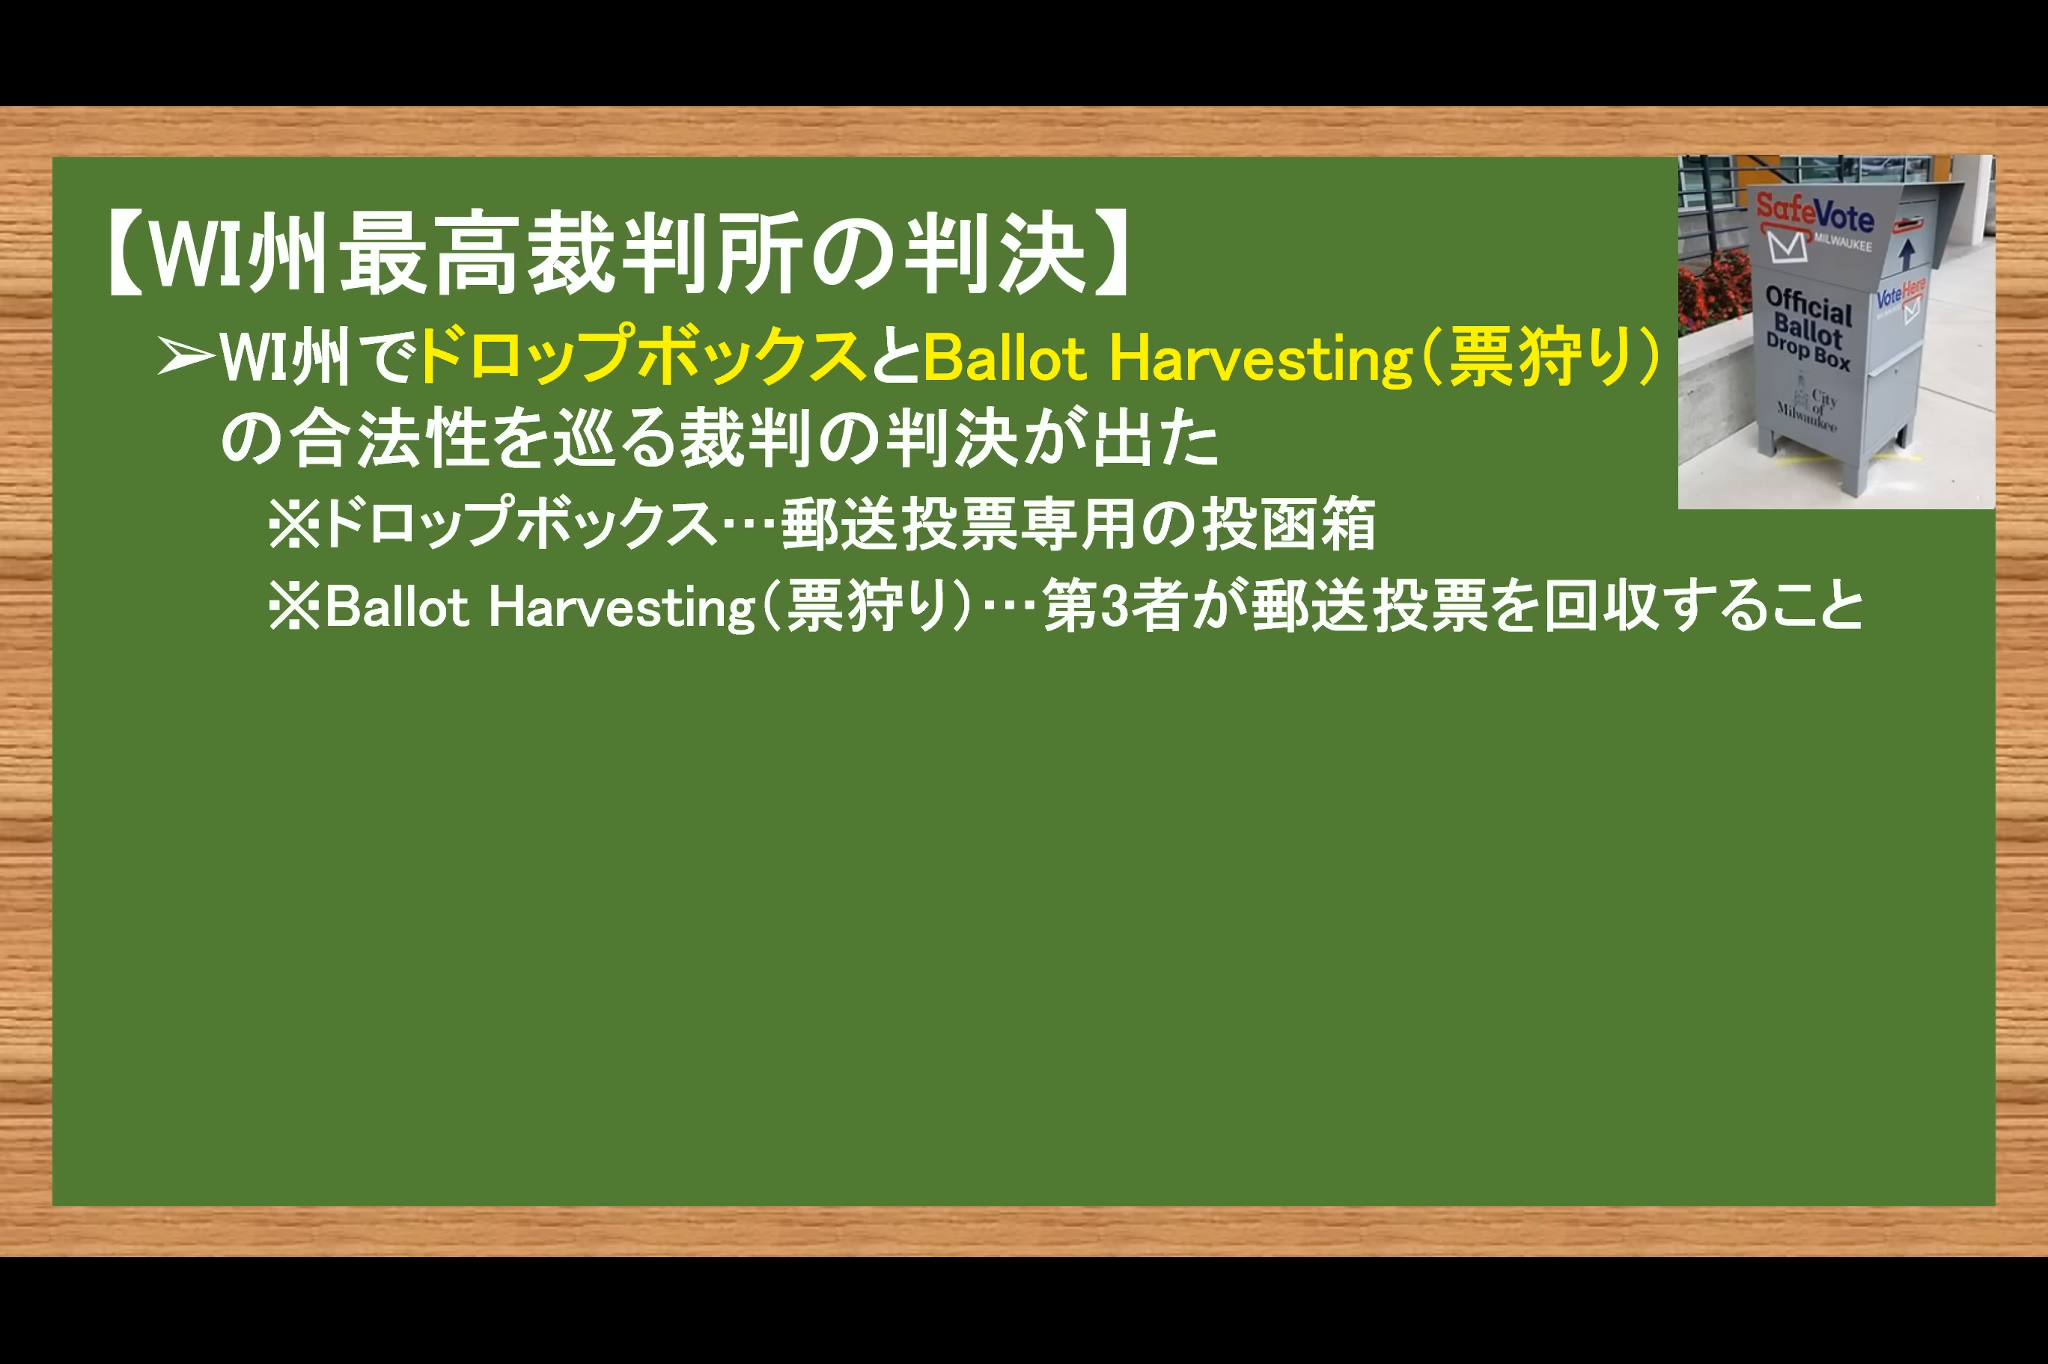 【WI州最高裁判所の判決】
➢WI州でドロップボックスとBallot Harvesting（票狩り）
の合法性を巡る裁判の判決が出た
※ドロップボックス…郵送投票専用の投函箱
※Ballot Harvesting（票狩り）…第3者が郵送投票を回収すること
SafeVote
MILWAUKEE
Official
Ballot
Drop Box
City
of
Milwaukee
VoteHere